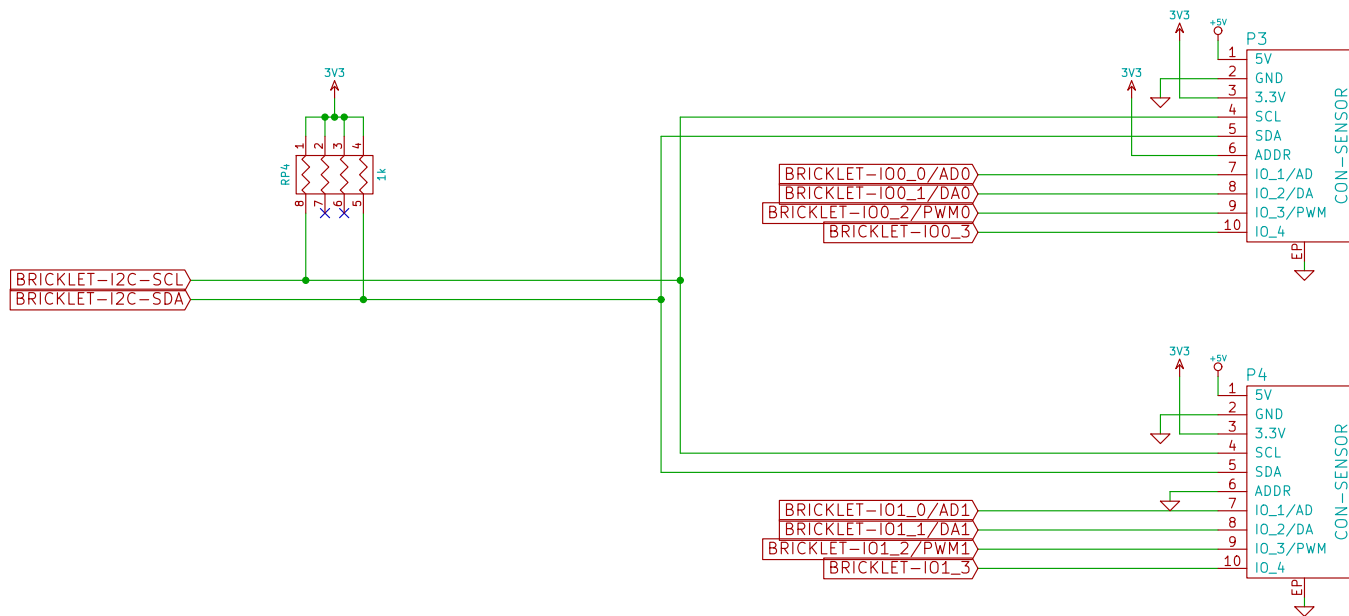 3V3
1 2 3 4
RP4
1k
8 7 6 5
BRICKLET-I2C-SCL
BRICKLET-I2C-SDA
3V3
+5V
P3
3V3
1 5V
2 GND
3 3.3V
4 SCL
5 SDA
6 ADDR
BRICKLET-IO0_0/AD0 7 IO_1/AD
BRICKLET-IO0_1/DA0 8 IO_2/DA
BRICKLET-IO0_2/PWM0 9 IO_3/PWM
BRICKLET-IO0_3 10 IO_4
CON-SENSOR
EP
3V3
+5V
P4
1 5V
2 GND
3 3.3V
4 SCL
5 SDA
6 ADDR
BRICKLET-IO1_0/AD1 7 IO_1/AD
BRICKLET-IO1_1/DA1 8 IO_2/DA
BRICKLET-IO1_2/PWM1 9 IO_3/PWM
BRICKLET-IO1_3 10 IO_4
CON-SENSOR
EP